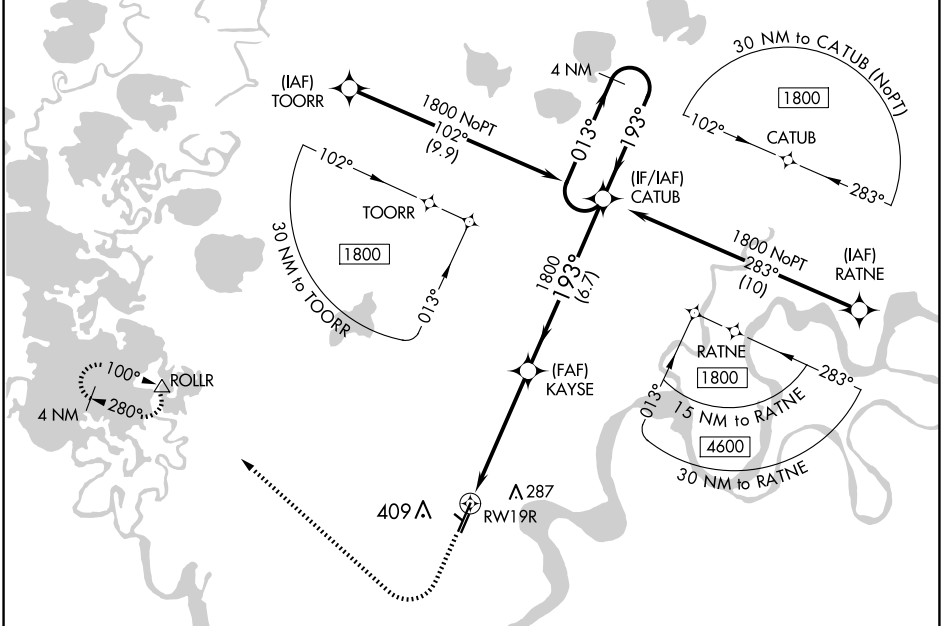 30 NM to CATUB (NoPT)
1800
102°
CATUB
283°
4 NM
013°
193°
(IAF)
TOORR
1800 NoPT
102°
(9.9)
(IF/IAF)
CATUB
102°
TOORR
1800
013°
30 NM to TOORR
1800
193°
(6.7)
1800 NoPT
283°
(10)
(IAF)
RATNE
RATNE
1800
283°
013°
15 NM to RATNE
4600
30 NM to RATNE
(FAF)
KAYSE
100°
ROLLR
4 NM
280°
409
287
RW19R